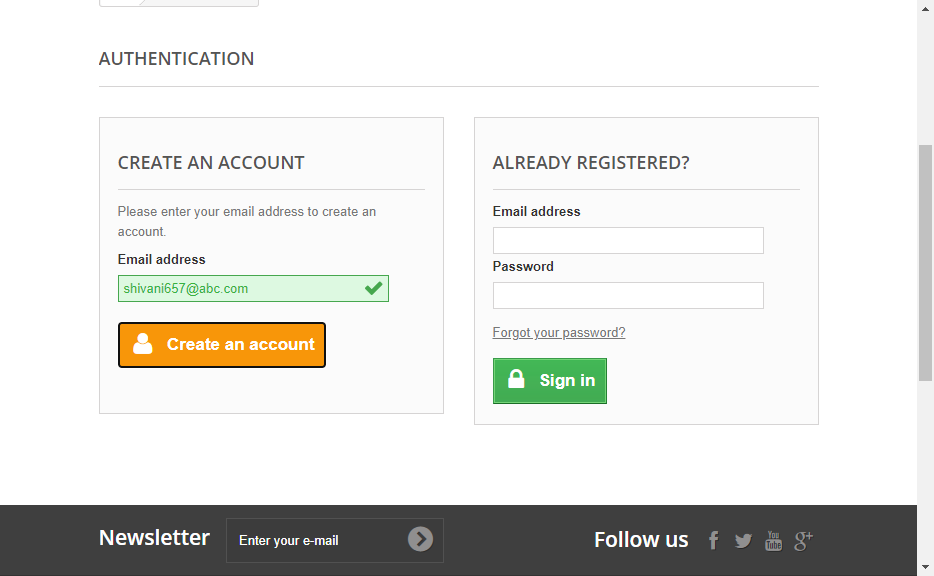 AUTHENTICATION
CREATE AN ACCOUNT
Please enter your email address to create an
account.
Email address
shivani657@abc.com
Create an account
ALREADY REGISTERED?
Email address
Password
Forgot your password?
Sign in
Newsletter
Enter your e-mail
Follow us
f
You
Tube
g+